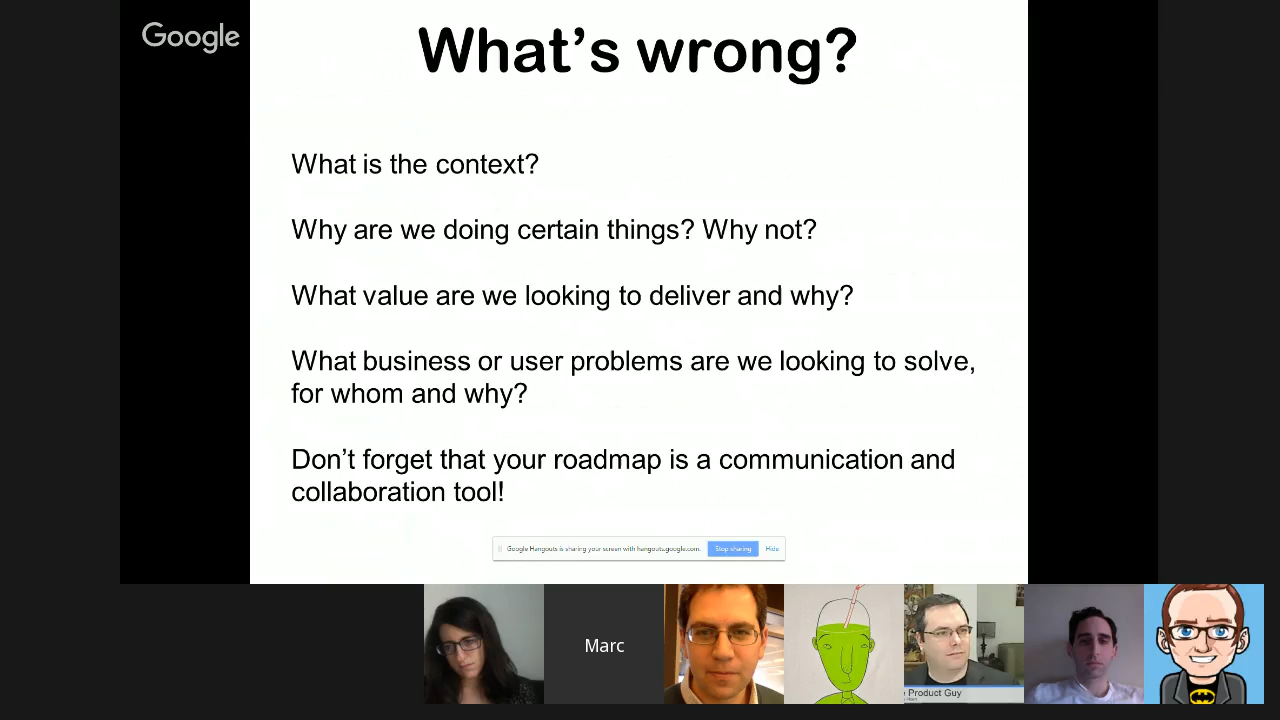 Google
What's wrong?
What is the context?
Why are we doing certain things? Why not?
What value are we looking to deliver and why?
What business or user problems are we looking to solve,
for whom and why?
Don't forget that your roadmap is a communication and
collaboration tool!
Google Hangouts is sharing your screen with hangouts.google.com. Stop sharing Hide
Marc
Product Guy